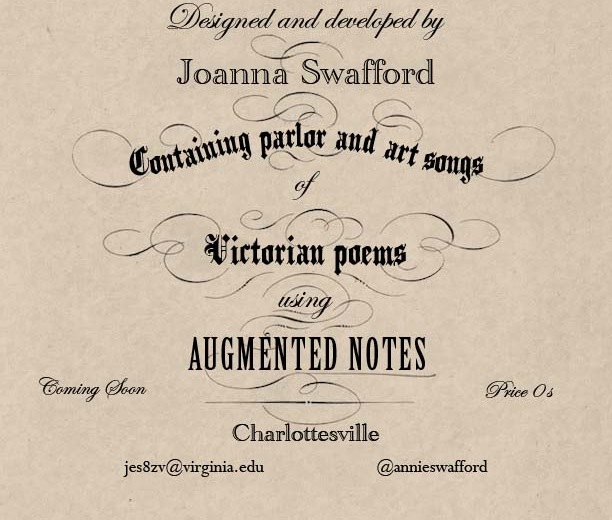 Designed and developed by
Joanna Swafford
Containing parlor and art songs
of
Victorian poems
using
AUGMENTED NOTES
Coming Soon
Price 0s
Charlottesville
jes8zv@virginia.edu @annieswafford